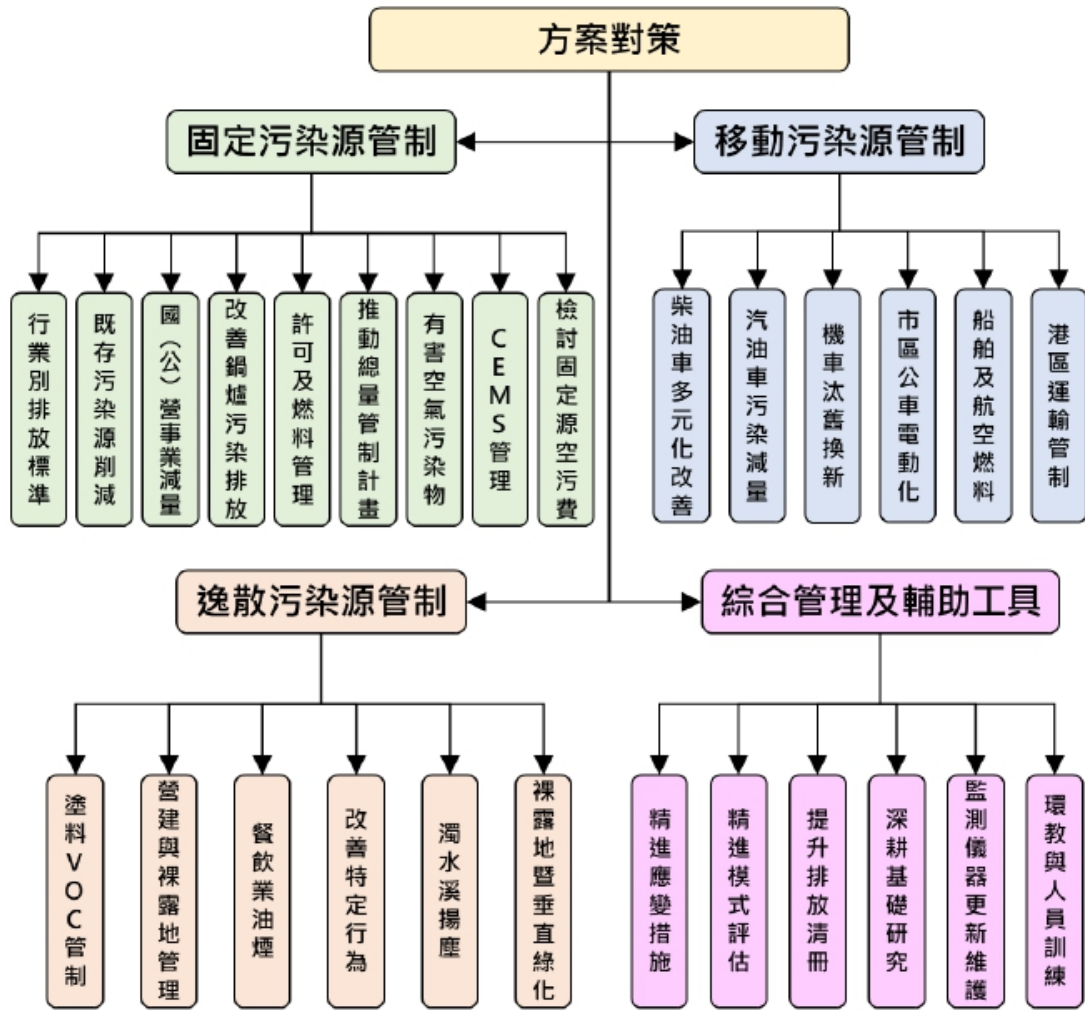 方案對策
固定污染源管制
移動污染源管制
行業別排放標準
既存污染源削減
國（公）營事業減量
改善鍋爐污染排放
許可及燃料管理
推動總量管制計畫
有害空氣污染物
CEMS管理
檢討固定源空污費
柴油車多元化改善
汽油車污染減量
機車汰舊換新
市區公車電動化
船舶及航空燃料
港區運輸管制
逸散污染源管制
綜合管理及輔助工具
塗料VOC管制
營建與裸露地管理
餐飲業油煙
改善特定行為
濁水溪揚塵
裸露地暨垂直綠化
精進應變措施
精進模式評估
提升排放清冊
深耕基礎研究
監測儀器更新維護
環教與人員訓練